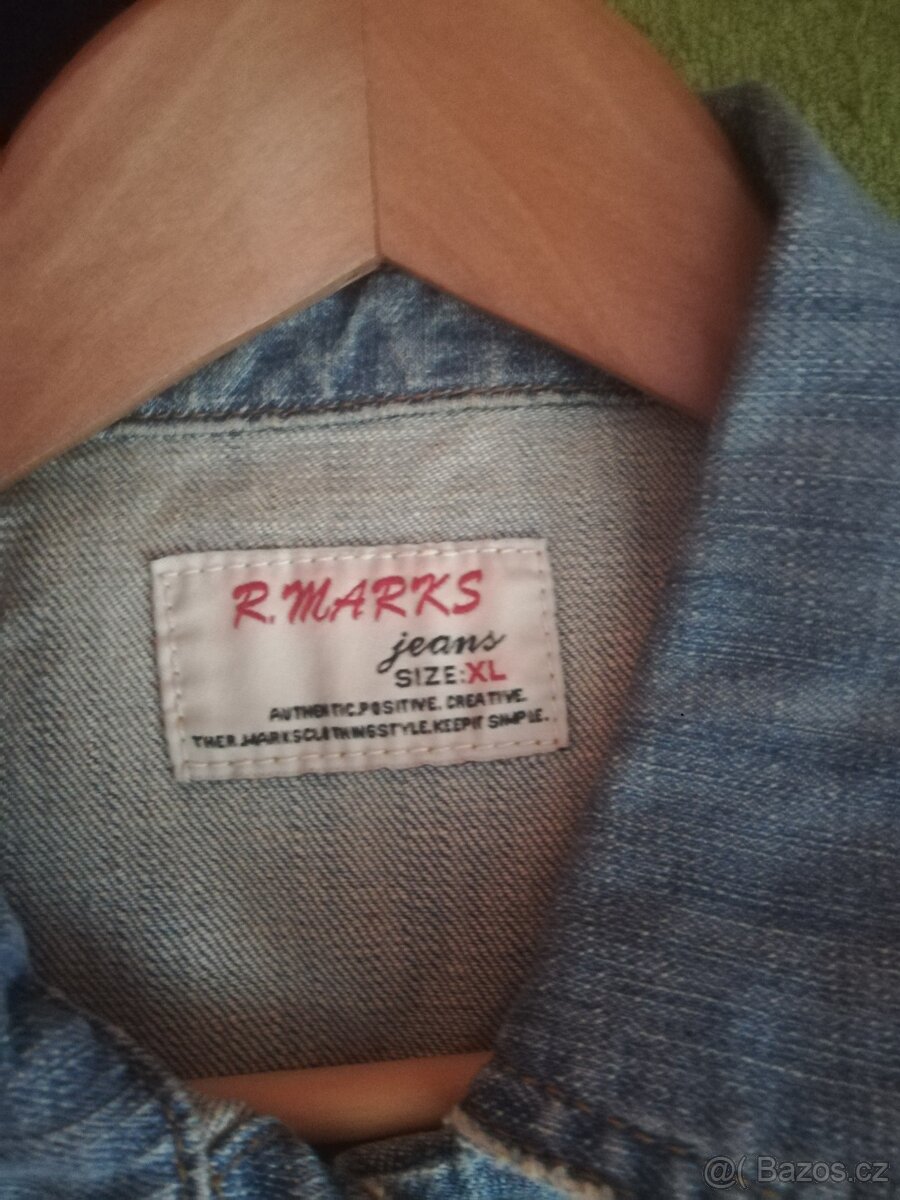 R.MARKS
jeans
SIZE:XL
AUTHENTIC.POSITIVE. CREATIVE.
THER.MARKSCLOTHINGSTYLE.KEEPIT SIMPLE.
@( Bazos.cz